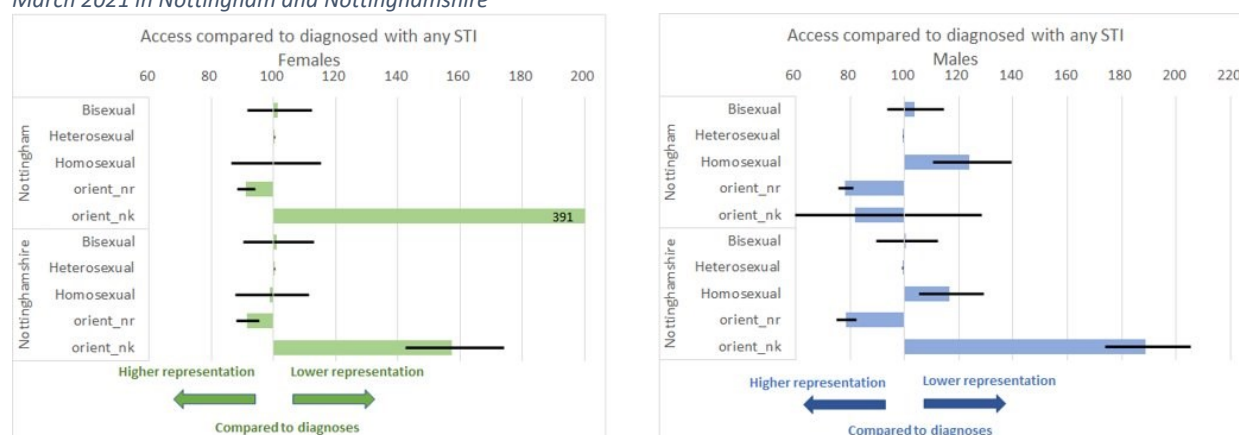 March 2021 in Nottingham and Nottinghamshire
Access compared to diagnosed with any STI
Females
60 80 100 120 140 160 180 200
Nottingham
Bisexual
Heterosexual
Homosexual
orient_nr
orient_nk
391
Nottinghamshire
Bisexual
Heterosexual
Homosexual
orient_nr
orient_nk
Higher representation
Lower representation
Compared to diagnoses
Access compared to diagnosed with any STI
Males
60 80 100 120 140 160 180 200 220
Nottingham
Bisexual
Heterosexual
Homosexual
orient_nr
orient_nk
Nottinghamshire
Bisexual
Heterosexual
Homosexual
orient_nr
orient_nk
Higher representation
Lower representation
Compared to diagnoses